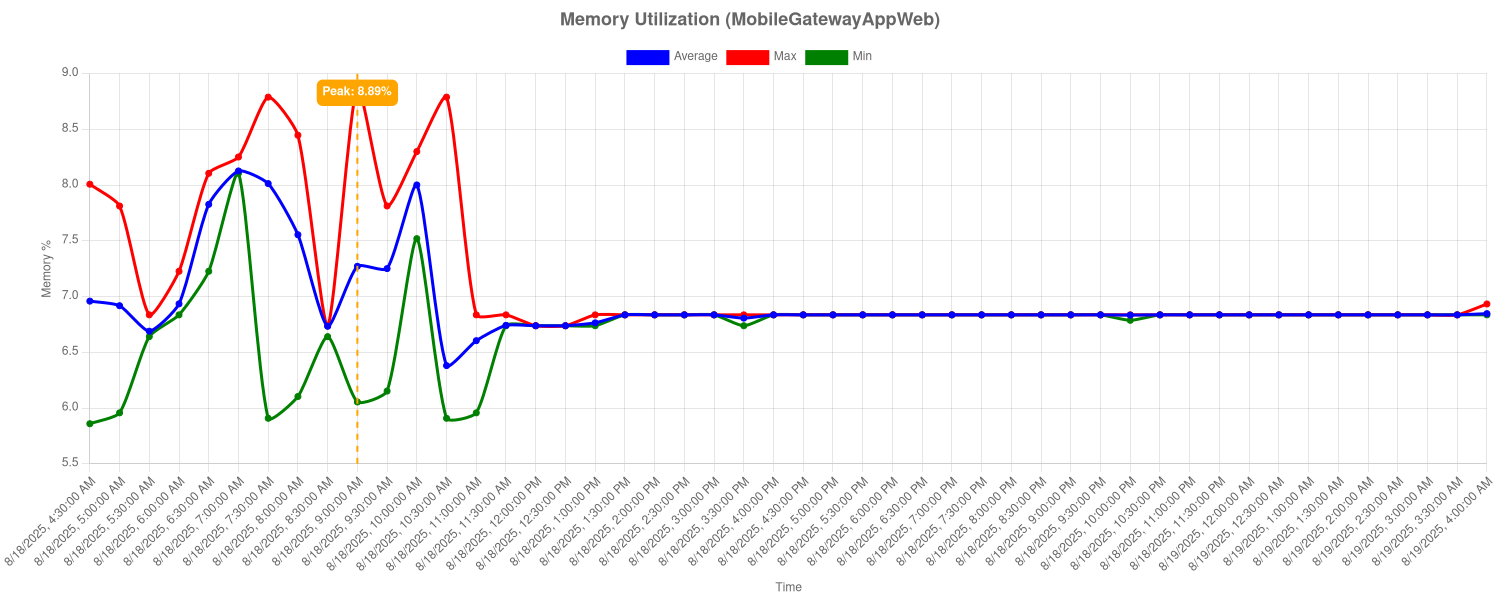 Memory Utilization (MobileGatewayAppWeb)
Average Max Min
Peak: 8.89%
9.0
8.5
8.0
7.5
7.0
6.5
6.0
5.5
Memory %
8/18/2025, 4:30:00 AM
8/18/2025, 5:00:00 AM
8/18/2025, 5:30:00 AM
8/18/2025, 6:00:00 AM
8/18/2025, 6:30:00 AM
8/18/2025, 7:00:00 AM
8/18/2025, 7:30:00 AM
8/18/2025, 8:00:00 AM
8/18/2025, 8:30:00 AM
8/18/2025, 9:00:00 AM
8/18/2025, 9:30:00 AM
8/18/2025, 10:00:00 AM
8/18/2025, 10:30:00 AM
8/18/2025, 11:00:00 AM
8/18/2025, 11:30:00 AM
8/18/2025, 12:00:00 PM
8/18/2025, 12:30:00 PM
8/18/2025, 1:00:00 PM
8/18/2025, 1:30:00 PM
8/18/2025, 2:00:00 PM
8/18/2025, 2:30:00 PM
8/18/2025, 3:00:00 PM
8/18/2025, 3:30:00 PM
8/18/2025, 4:00:00 PM
8/18/2025, 4:30:00 PM
8/18/2025, 5:00:00 PM
8/18/2025, 5:30:00 PM
8/18/2025, 6:00:00 PM
8/18/2025, 6:30:00 PM
8/18/2025, 7:00:00 PM
8/18/2025, 7:30:00 PM
8/18/2025, 8:00:00 PM
8/18/2025, 8:30:00 PM
8/18/2025, 9:00:00 PM
8/18/2025, 9:30:00 PM
8/18/2025, 10:00:00 PM
8/18/2025, 10:30:00 PM
8/18/2025, 11:00:00 PM
8/18/2025, 11:30:00 PM
8/19/2025, 12:00:00 AM
8/19/2025, 12:30:00 AM
8/19/2025, 1:00:00 AM
8/19/2025, 1:30:00 AM
8/19/2025, 2:00:00 AM
8/19/2025, 2:30:00 AM
8/19/2025, 3:00:00 AM
8/19/2025, 3:30:00 AM
8/19/2025, 4:00:00 AM
Time